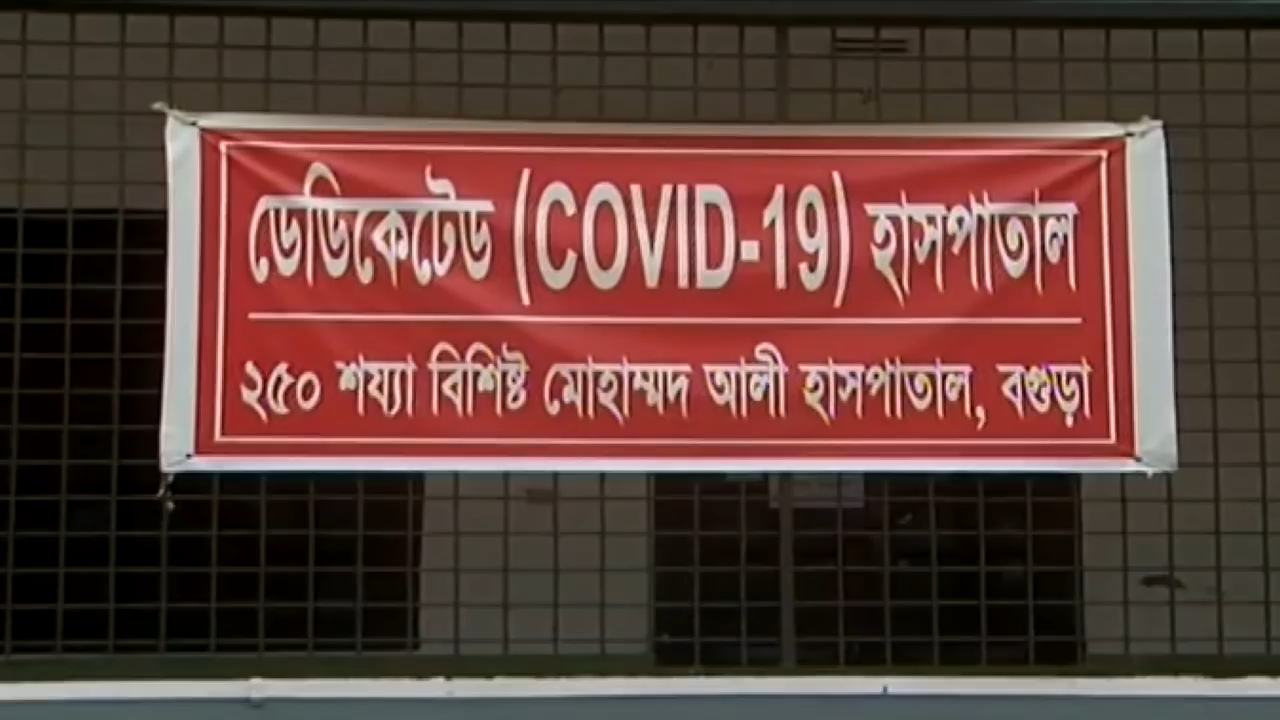 ডেডিকেটেড (COVID-19) হাসপাতাল
২৫০ শয্যা বিশিষ্ট মোহাম্মদ আলী হাসপাতাল, বগুড়া